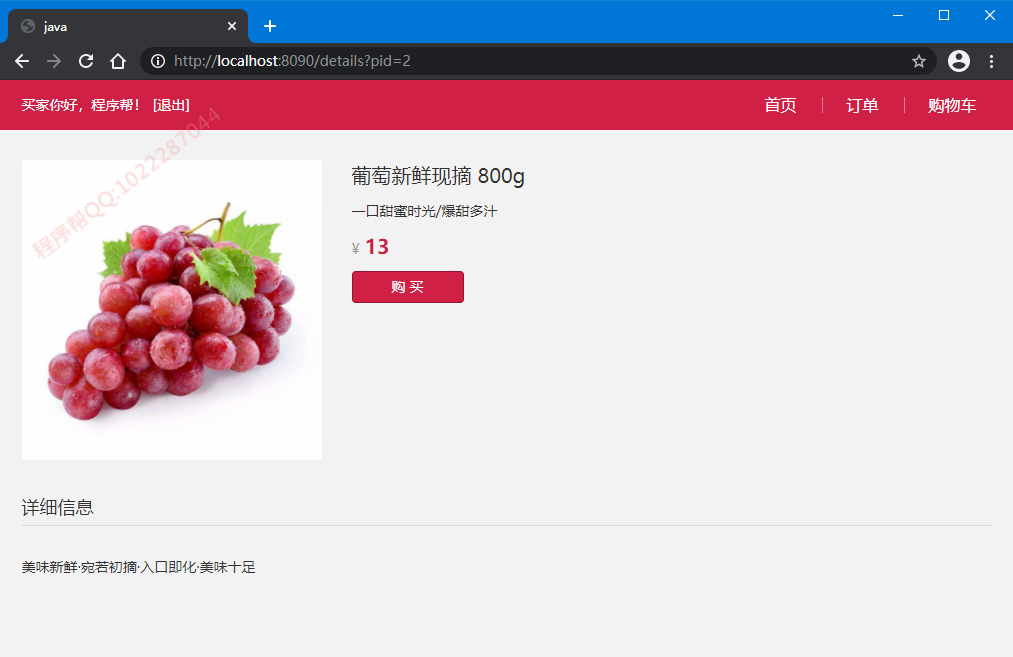 java
http://localhost:8090/details?pid=2
买家你好，程序帮！ [退出]
首页
订单
购物车
程序帮QQ:1022287044
葡萄新鲜现摘 800g
一口甜蜜时光/爆甜多汁
¥ 13
购 买
详细信息
美味新鲜·宛若初摘·入口即化·美味十足